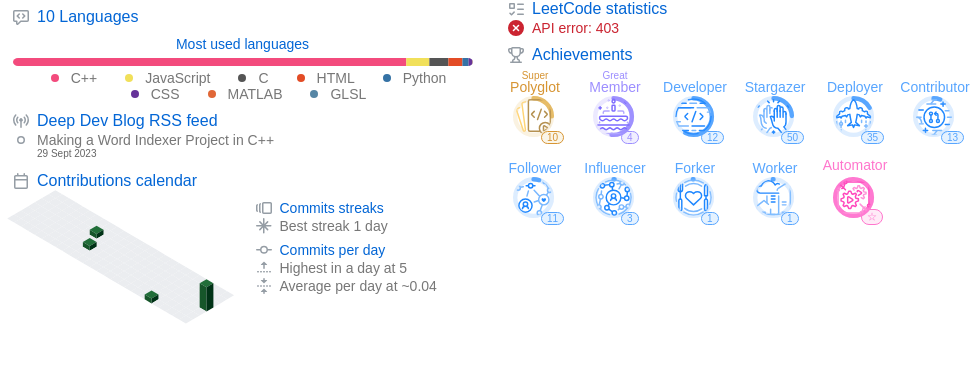 10 Languages
Most used languages
C++ JavaScript C HTML Python
CSS MATLAB GLSL
Deep Dev Blog RSS feed
Making a Word Indexer Project in C++
29 Sept 2023
Contributions calendar
Commits streaks
Best streak 1 day
Commits per day
Highest in a day at 5
Average per day at ~0.04
LeetCode statistics
API error: 403
Achievements
Super
Polyglot
10
Great
Member
4
Developer
12
Stargazer
50
Deployer
35
Contributor
13
Follower
11
Influencer
3
Forker
1
Worker
1
Automator